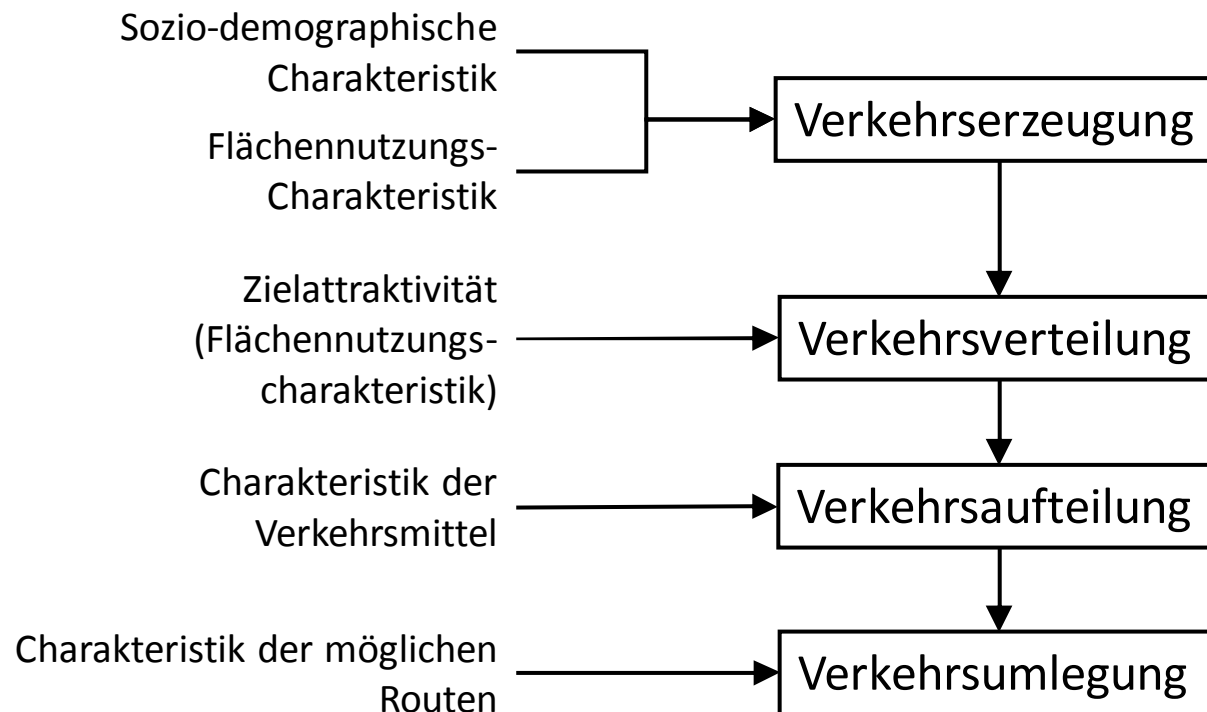 Sozio-demographische
Charakteristik
Flächennutzungs-
Charakteristik
Verkehrserzeugung
Zielattraktivität
(Flächennutzungs-
charakteristik)
Verkehrsverteilung
Charakteristik der
Verkehrsmittel
Verkehrsaufteilung
Charakteristik der möglichen
Routen
Verkehrsumlegung